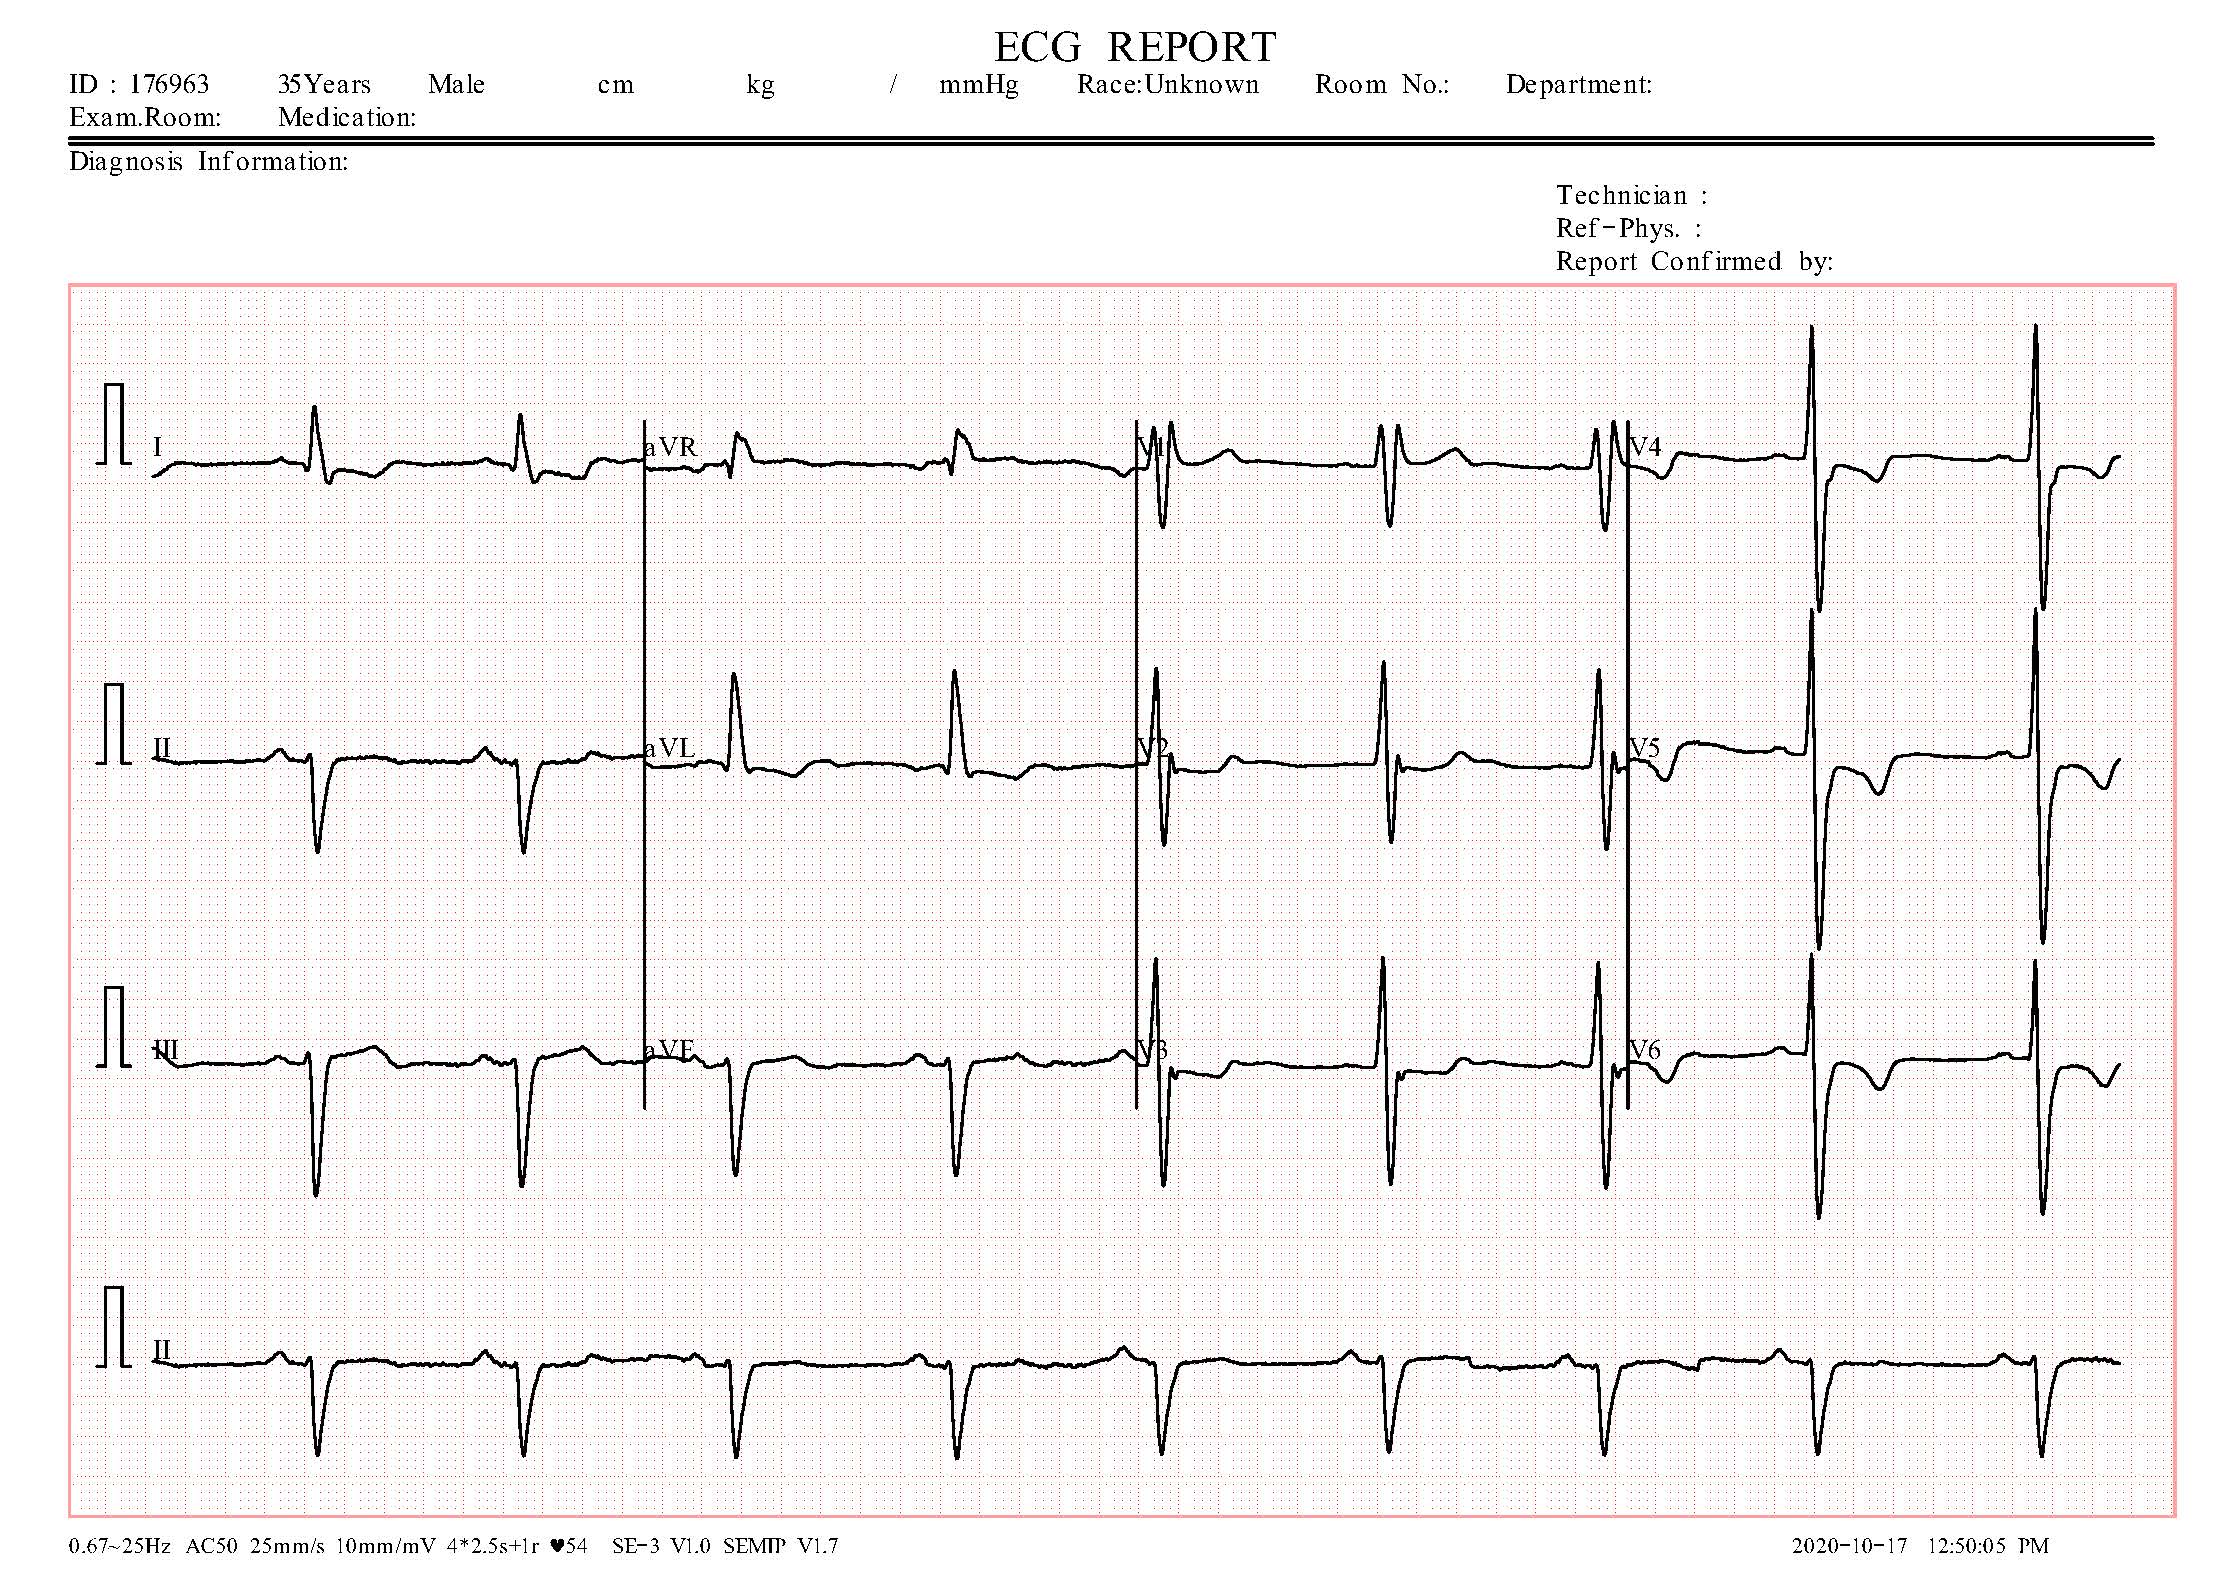 ECG REPORT
ID : 176963 35Years Male cm kg / mmHg Race:Unknown Room No.: Department:
Exam.Room: Medication:
Diagnosis Information:
Technician :
Ref-Phys. :
Report Confirmed by:
I aVR V1 V4
II aVL V2 V5
III aVF V3 V6
II
0.67~25Hz AC50 25mm/s 10mm/mV 4*2.5s+1r ♥54 SE-3 V1.0 SEMIP V1.7 2020-10-17 12:50:05 PM